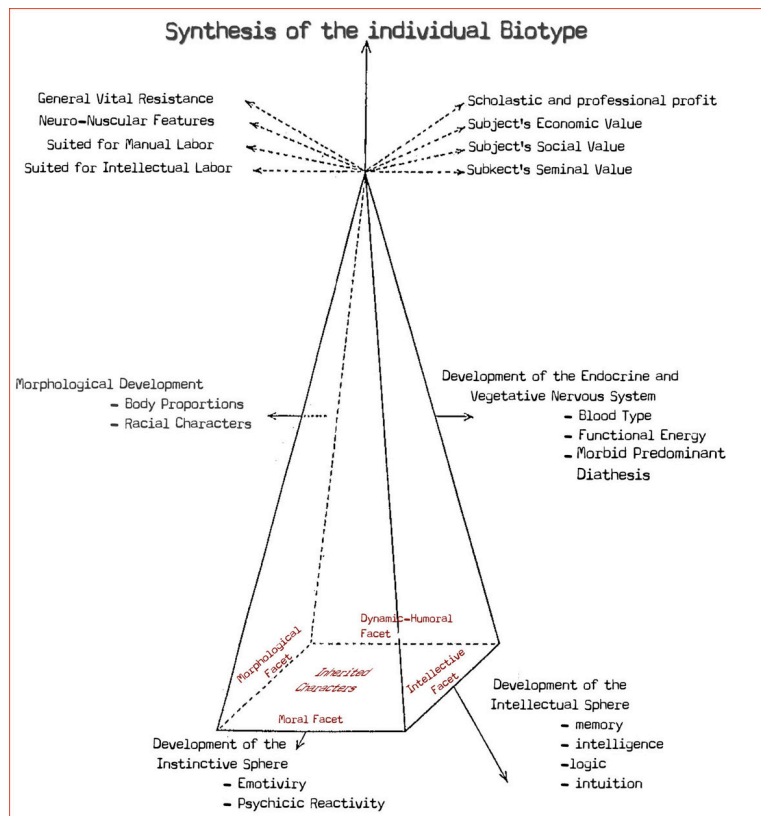 Synthesis of the individual Biotype
General Vital Resistance
Neuro-Nuscular Features
Suited for Manual Labor
Suited for Intellectual Labor
Scholastic and professional profit
Subject's Economic Value
Subject's Social Value
Subkect's Seminal Value
Morphological Development
- Body Proportions
- Racial Characters
Development of the Endocrine and
Vegetative Nervous System
- Blood Type
- Functional Energy
- Morbid Predominant
Diathesis
Dynamic-Humoral
Facet
Morphological
Facet
Inherited
Characters
Intellective
Facet
Moral Facet
Development of the
Instinctive Sphere
- Emotiviry
- Psychicic Reactivity
Development of the
Intellectual Sphere
- memory
- intelligence
-logic
- intuition